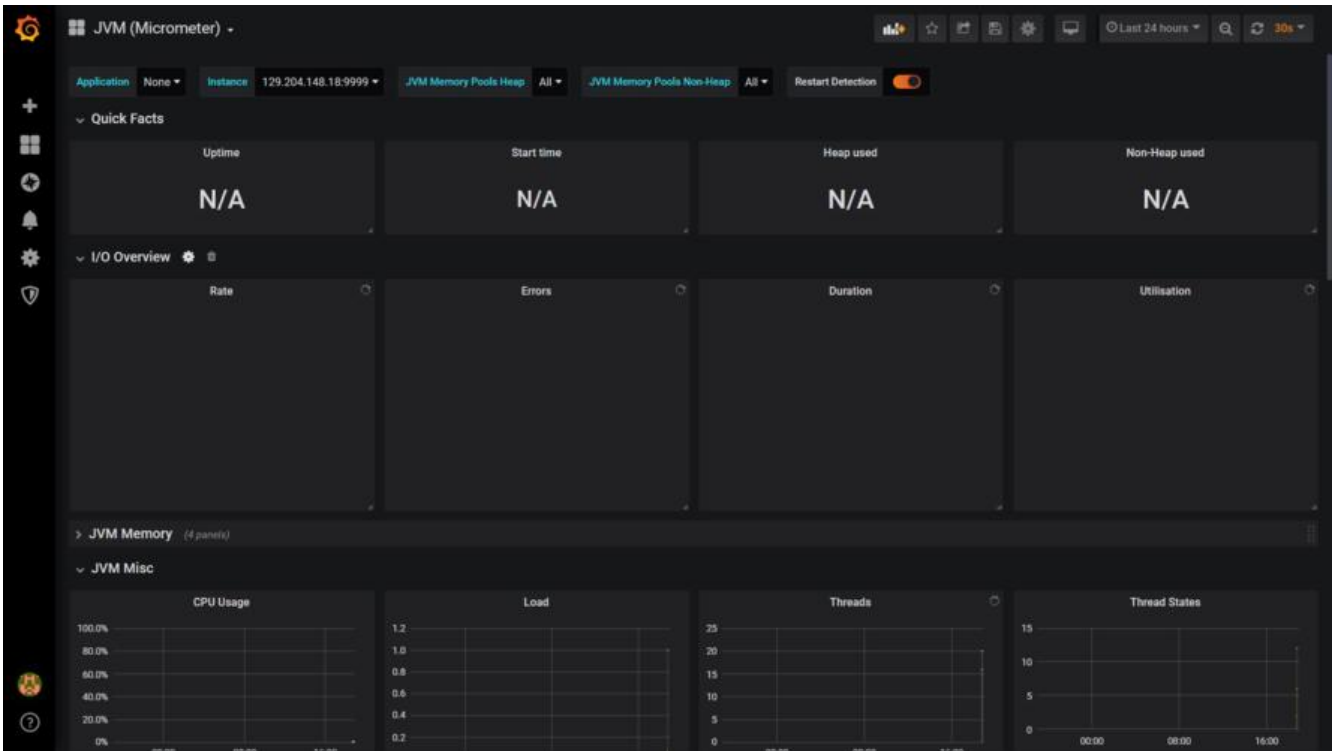 JVM (Micrometer)
Last 24 hours 30s
Application None Instance 129.204.148.18:9999 JVM Memory Pools Heap All JVM Memory Pools Non-Heap All Restart Detection
Quick Facts
Uptime Start time Heap used Non-Heap used
N/A N/A N/A N/A
I/O Overview
Rate Errors Duration Utilisation
JVM Memory (4 panels)
JVM Misc
CPU Usage Load Threads Thread States
100.0% 1.2 25 15
80.0% 1.0 20
60.0% 0.8 15 10
40.0% 0.6 10 5
20.0% 0.4 5 0
0% 0.2 0
00:00 08:00 16:00